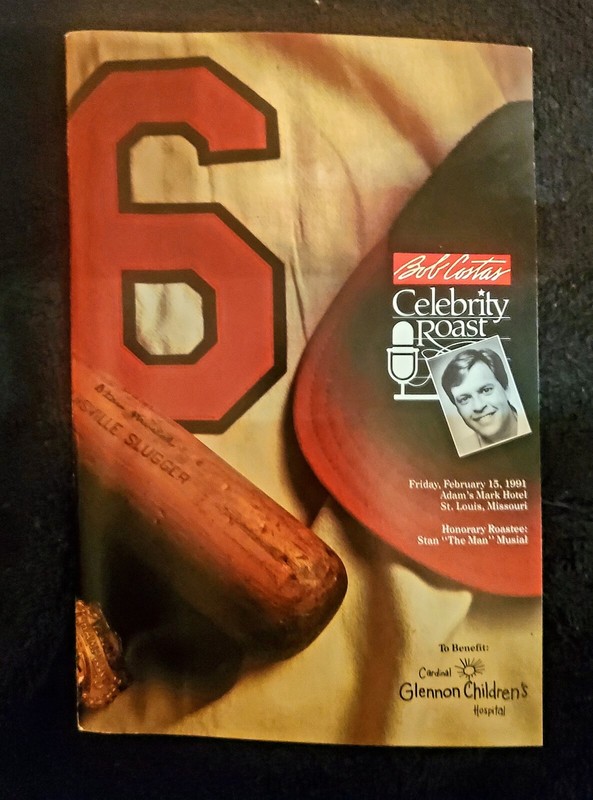 6
SVILLE SLUGGER
Bob Costas
Celebrity
Roast
Friday, February 15, 1991
Adam's Mark Hotel
St. Louis, Missouri
Honorary Roastee:
Stan "The Man" Musial
To Benefit:
Cardinal
Glennon Children's
Hospital